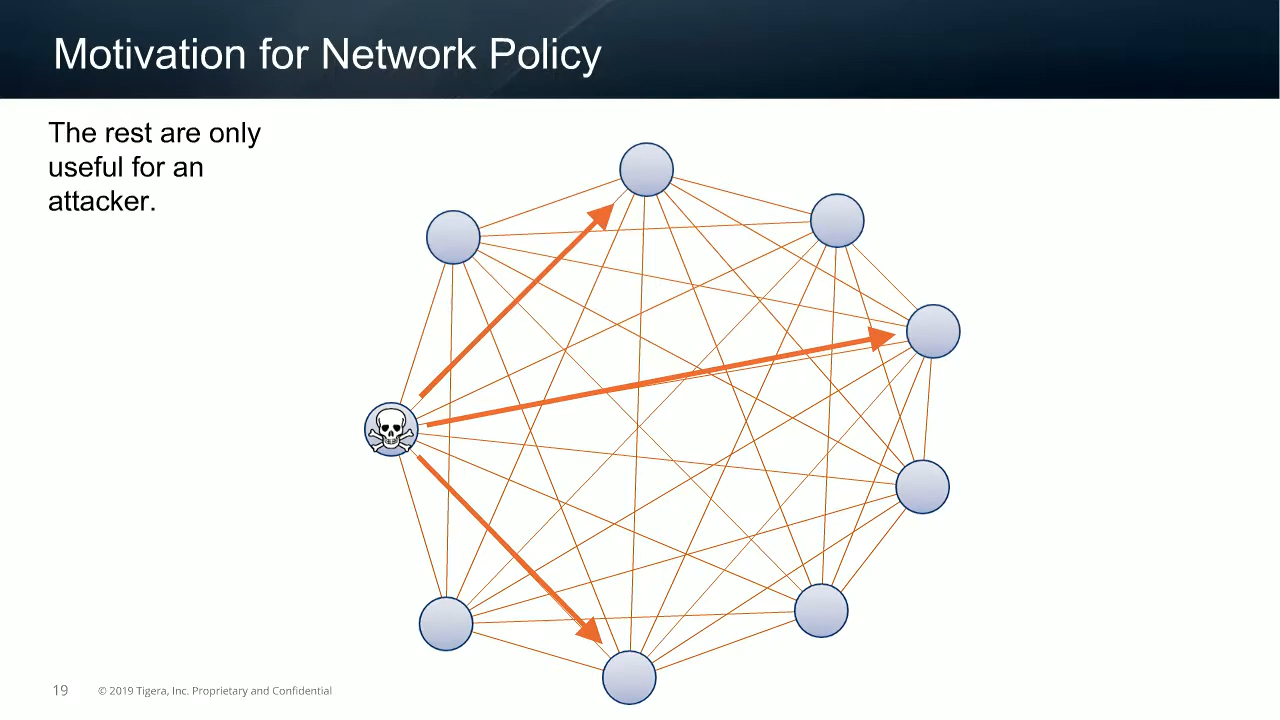 Motivation for Network Policy
The rest are only
useful for an
attacker.
19
© 2019 Tigera, Inc. Proprietary and Confidential